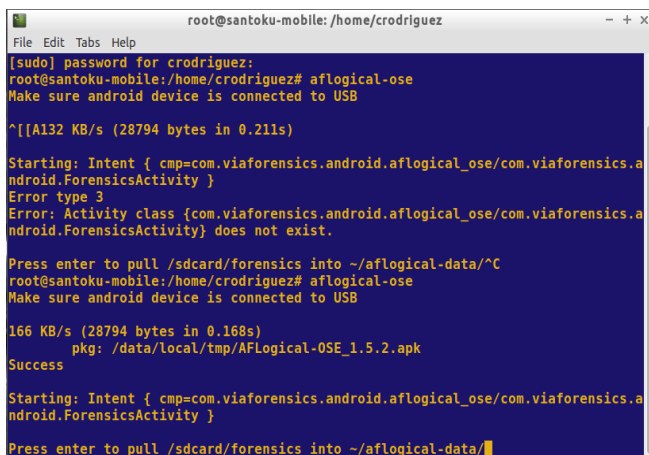 root@santoku-mobile: /home/crodriguez
File Edit Tabs Help
[sudo] password for crodriguez:
root@santoku-mobile:/home/crodriguez# aflogical-ose
Make sure android device is connected to USB
^[[A132 KB/s (28794 bytes in 0.211s)
Starting: Intent { cmp=com.viaforensics.android.aflogical_ose/com.viaforensics.a
ndroid.ForensicsActivity }
Error type 3
Error: Activity class {com.viaforensics.android.aflogical_ose/com.viaforensics.a
ndroid.ForensicsActivity} does not exist.
Press enter to pull /sdcard/forensics into ~/aflogical-data/^C
root@santoku-mobile:/home/crodriguez# aflogical-ose
Make sure android device is connected to USB
166 KB/s (28794 bytes in 0.168s)
pkg: /data/local/tmp/AFLogical-OSE_1.5.2.apk
Success
Starting: Intent { cmp=com.viaforensics.android.aflogical_ose/com.viaforensics.a
ndroid.ForensicsActivity }
Press enter to pull /sdcard/forensics into ~/aflogical-data/